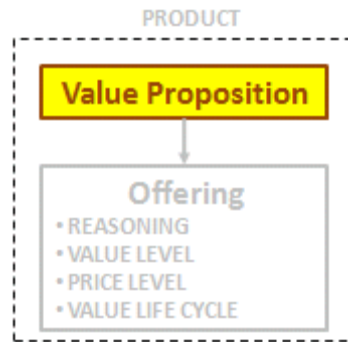 PRODUCT
Value Proposition
Offering
• REASONING
• VALUE LEVEL
• PRICE LEVEL
• VALUE LIFE CYCLE